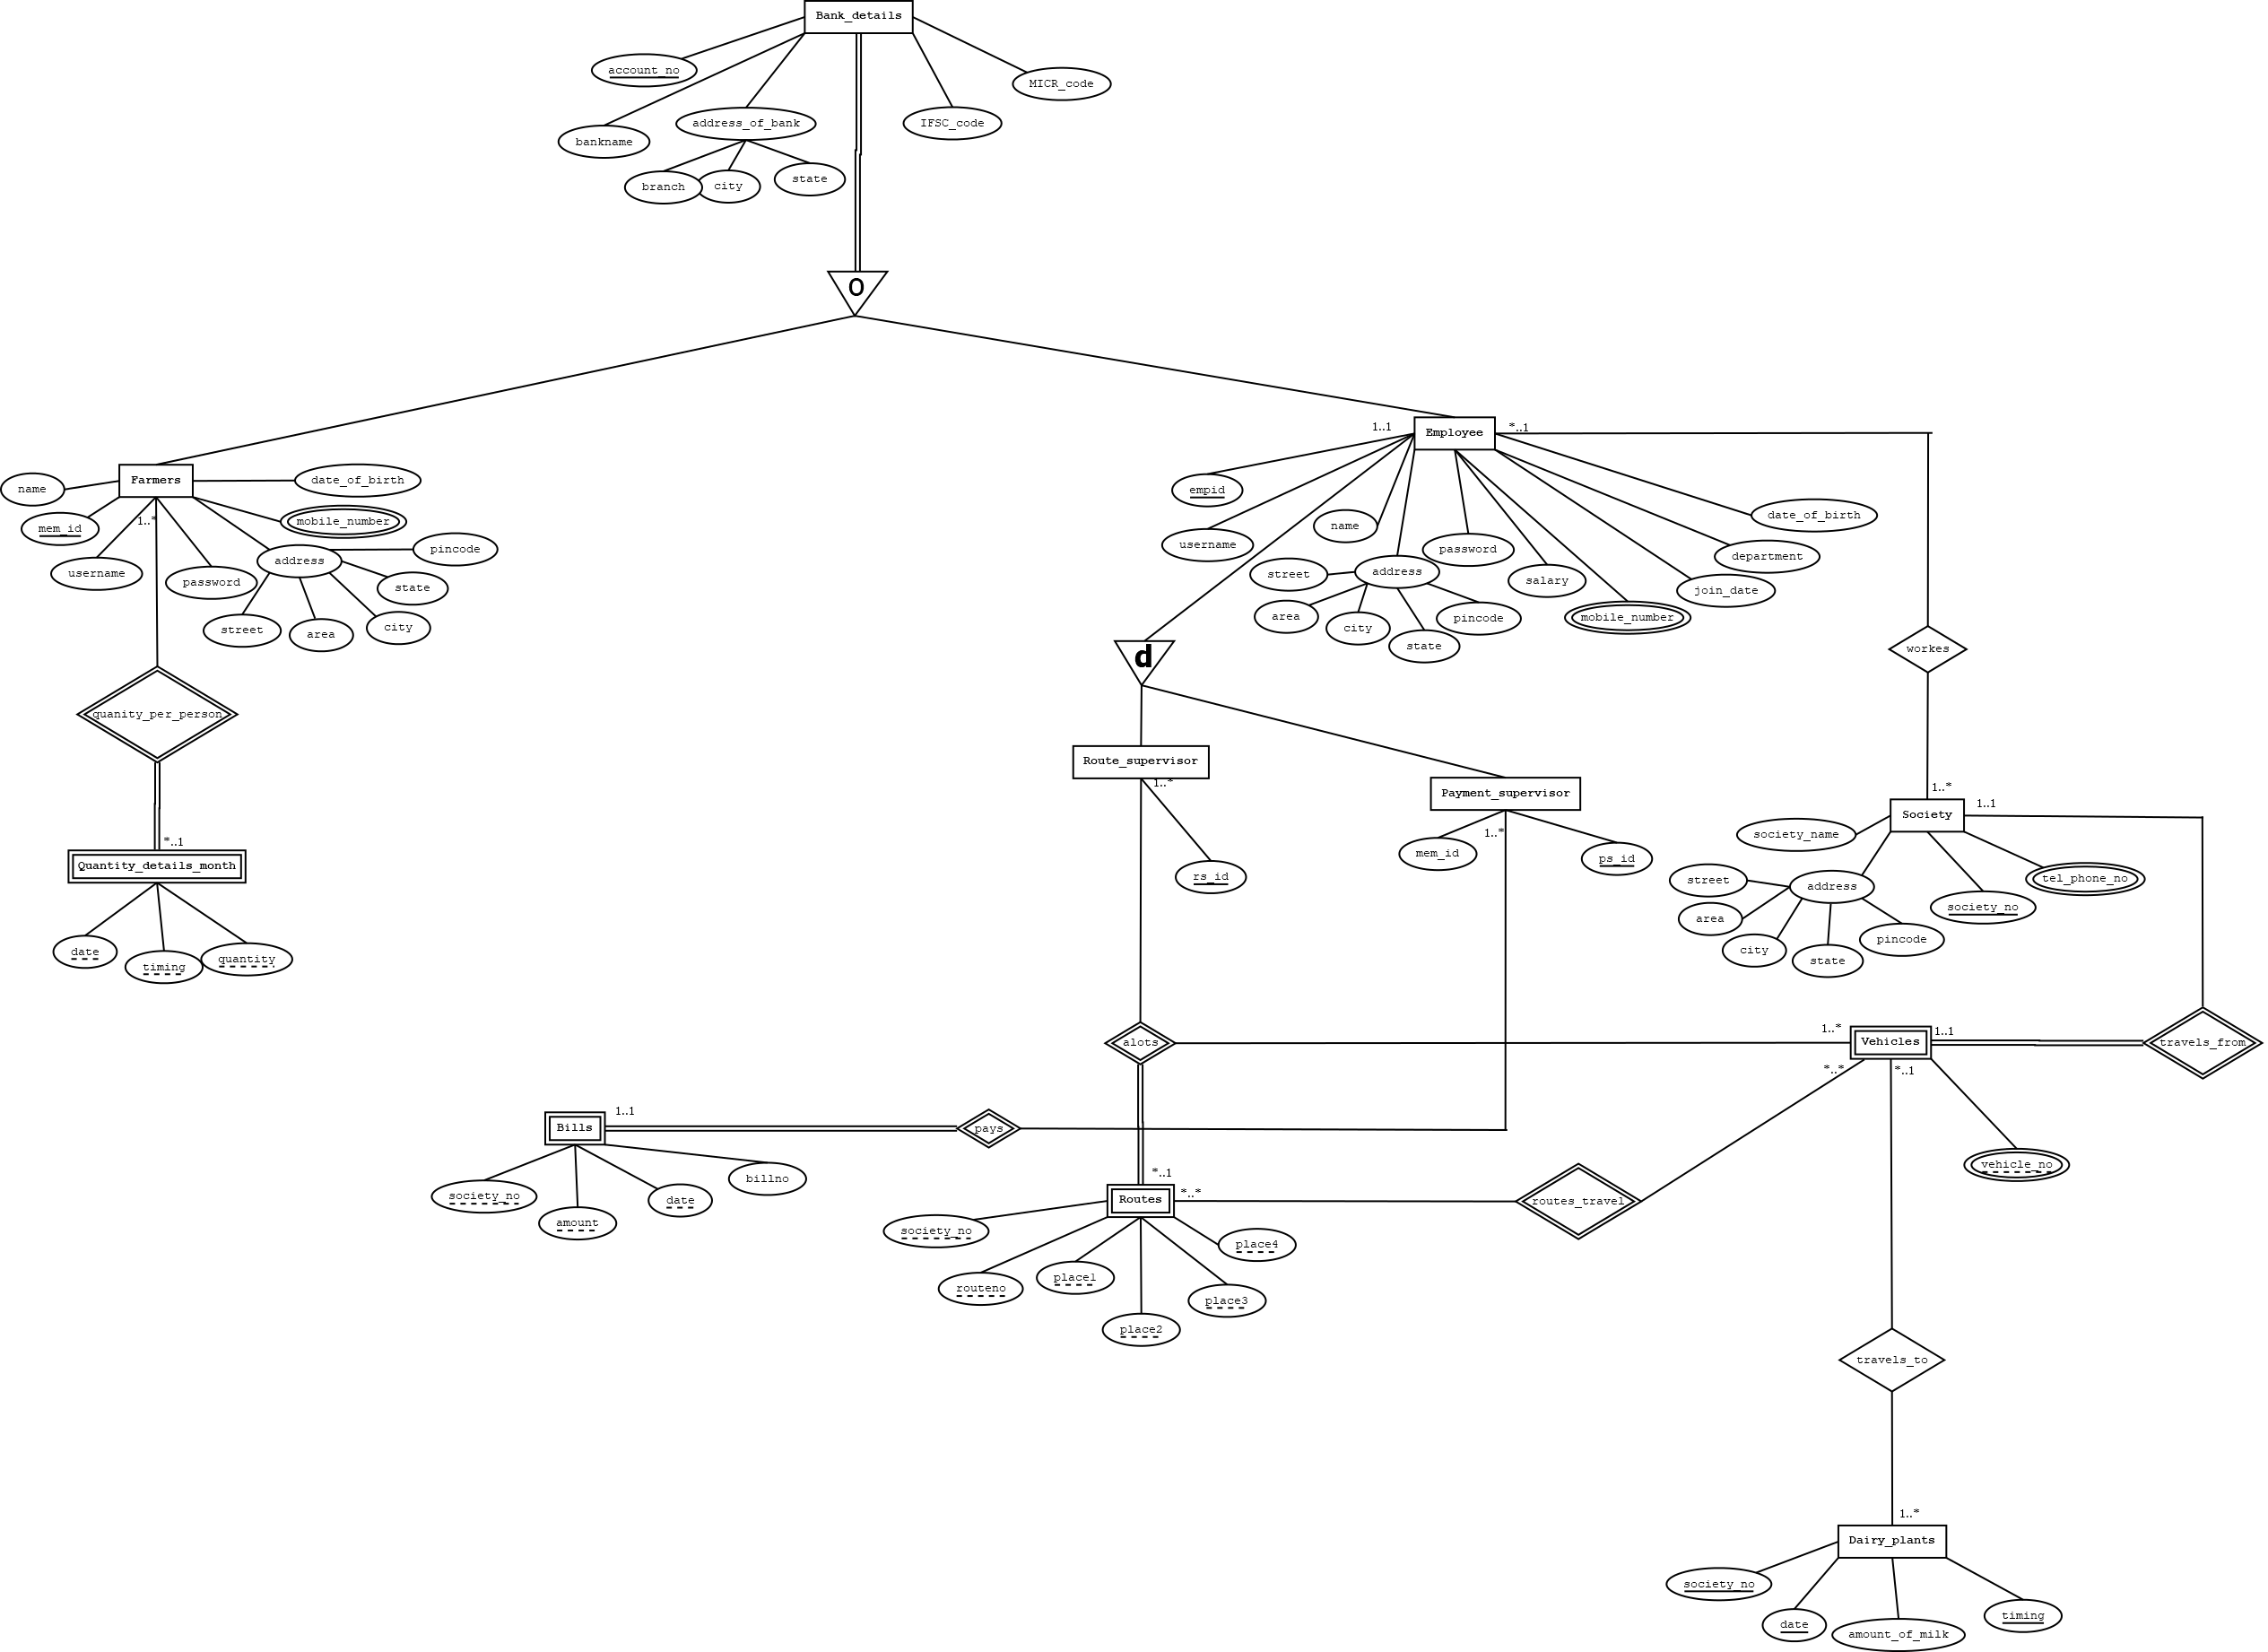 Bank_details
account_no
MICR_code
address_of_bank
IFSC_code
bankname
branch
city
state
O
Employee
1..1
*..1
Farmers
name
date_of_birth
mem_id
1..*
mobile_number
username
password
address
pincode
state
street
area
city
quanity_per_person
*..1
Quantity_details_month
date
timing
quantity
empid
username
name
password
date_of_birth
department
street
address
salary
join_date
area
city
state
pincode
mobile_number
d
workes
Route_supervisor
1..*
rs_id
Payment_supervisor
1..*
mem_id
ps_id
1..*
Society
1..1
society_name
street
address
tel_phone_no
area
society_no
city
state
pincode
alots
1..*
Vehicles
1..1
travels_from
*..*
*..1
vehicle_no
Bills
1..1
pays
society_no
amount
date
billno
*..1
Routes
*..*
routes_travel
society_no
routeno
place1
place2
place3
place4
travels_to
1..*
Dairy_plants
society_no
date
amount_of_milk
timing